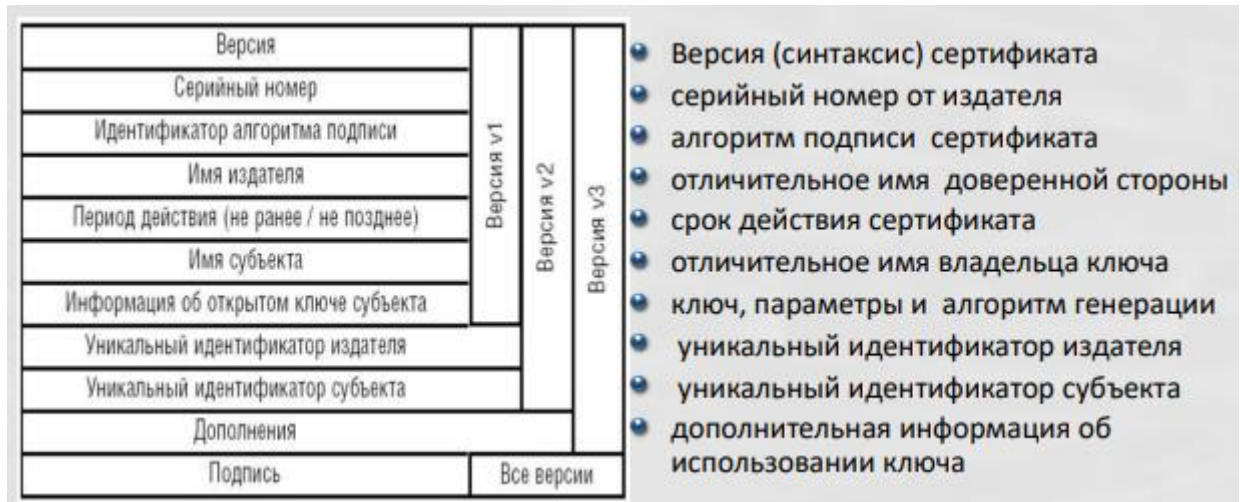 Версия
Серийный номер
Идентификатор алгоритма подписи
Имя издателя
Период действия (не ранее / не позднее)
Имя субъекта
Информация об открытом ключе субъекта
Уникальный идентификатор издателя
Уникальный идентификатор субъекта
Дополнения
Подпись
Версия v1
Версия v2
Версия v3
Все версии
Версия (синтаксис) сертификата
серийный номер от издателя
алгоритм подписи сертификата
отличительное имя доверенной стороны
срок действия сертификата
отличительное имя владельца ключа
ключ, параметры и алгоритм генерации
уникальный идентификатор издателя
уникальный идентификатор субъекта
дополнительная информация об
использовании ключа